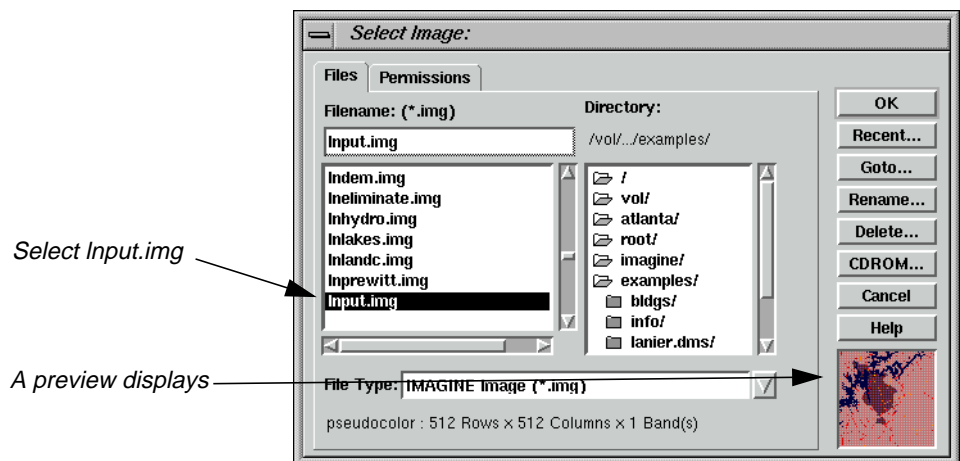 Select Image:
Files Permissions
Filename: (*.img)
Input.img
Indem.img
Ineliminate.img
Inhydro.img
Inlakes.img
Inlandc.img
Inprewitt.img
Input.img
Directory:
/vol/.../examples/
/
vol/
atlanta/
root/
imagine/
examples/
bldgs/
info/
lanier.dms/
File Type: IMAGINE Image (*.img)
pseudocolor : 512 Rows x 512 Columns x 1 Band(s)
OK
Recent...
Goto...
Rename...
Delete...
CDROM...
Cancel
Help
Select Input.img
A preview displays